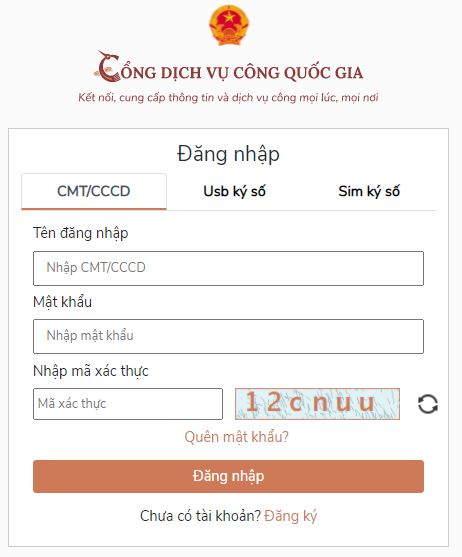 CỔNG DỊCH VỤ CÔNG QUỐC GIA
Kết nối, cung cấp thông tin và dịch vụ công mọi lúc, mọi nơi
Đăng nhập
CMT/CCCD Usb ký số Sim ký số
Tên đăng nhập
Nhập CMT/CCCD
Mật khẩu
Nhập mật khẩu
Nhập mã xác thực
Mã xác thực 12cnuu
Quên mật khẩu?
Đăng nhập
Chưa có tài khoản? Đăng ký